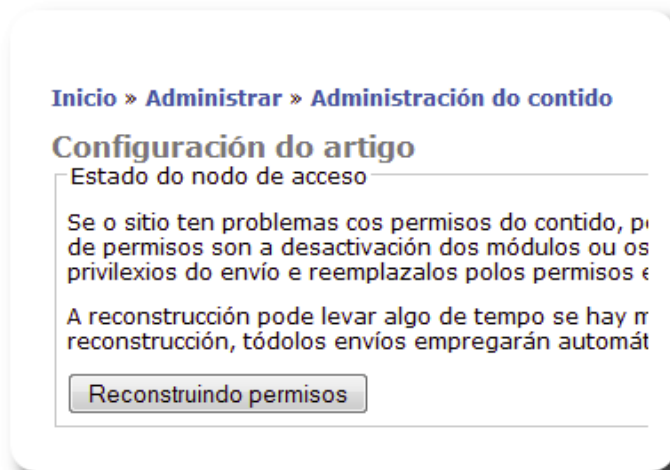 Inicio » Administrar » Administración do contido
Configuración do artigo
Estado do nodo de acceso
Se o sitio ten problemas cos permisos do contido,
de permisos son a desactivación dos módulos ou os
privilexios do envío e reemplazalos polos permisos
A reconstrucción pode levar algo de tempo se hay
reconstrucción, tódolos envíos empregarán
Reconstruindo permisos